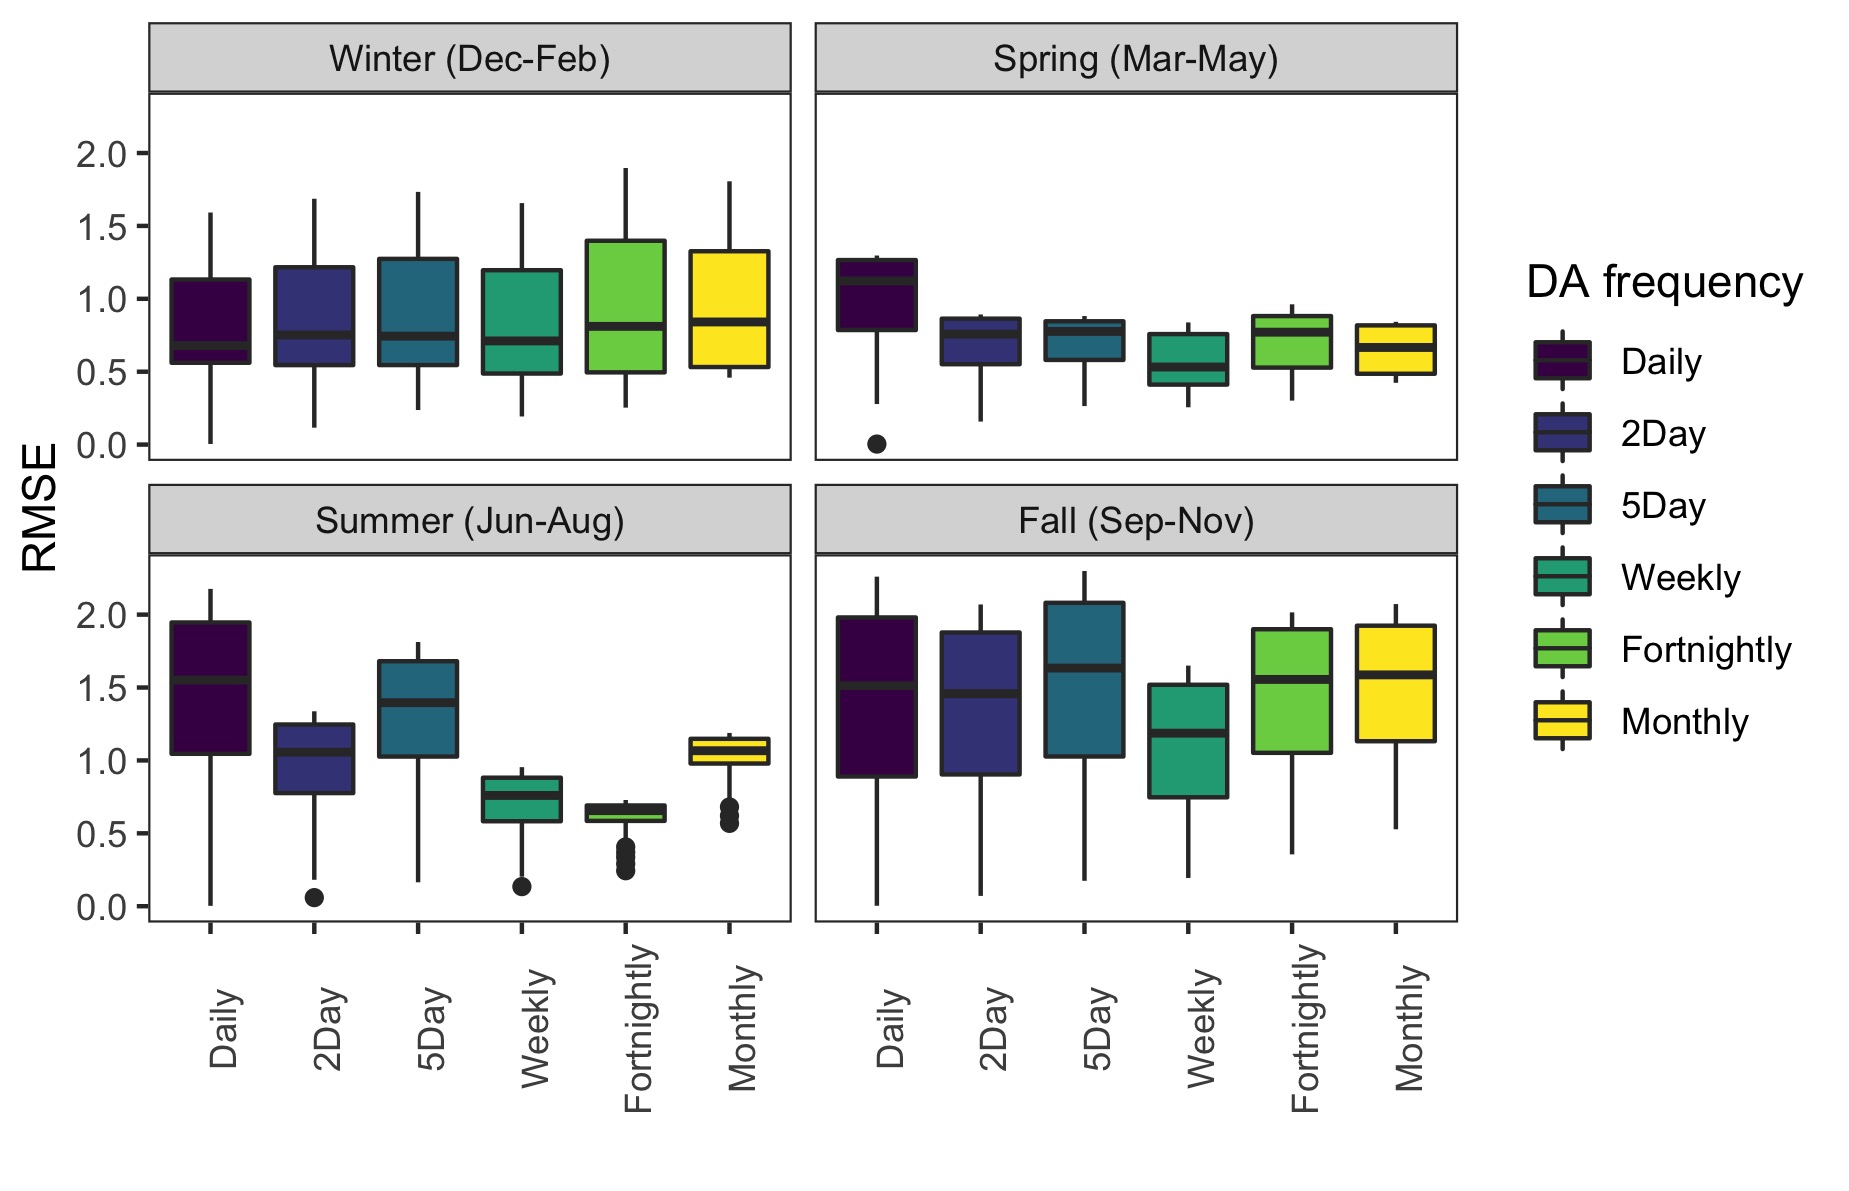 Winter (Dec-Feb)
Spring (Mar-May)
2.0
1.5
1.0
0.5
0.0
RMSE
Summer (Jun-Aug)
Fall (Sep-Nov)
2.0
1.5
1.0
0.5
0.0
Daily
2Day
5Day
Weekly
Fortnightly
Monthly
Daily
2Day
5Day
Weekly
Fortnightly
Monthly
DA frequency
Daily
2Day
5Day
Weekly
Fortnightly
Monthly